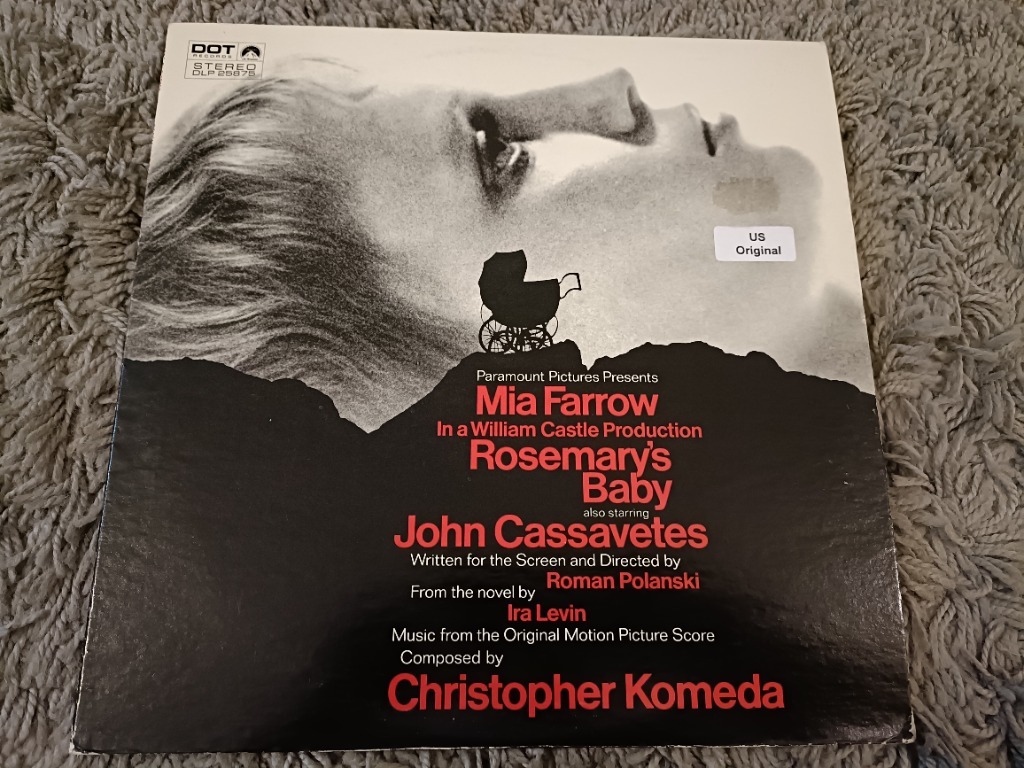 DOT
RECORDS
STEREO
DLP 25875
US
Original
Paramount Pictures Presents
Mia Farrow
In a William Castle Production
Rosemary's
Baby
also starring
John Cassavetes
Written for the Screen and Directed by
Roman Polanski
From the novel by
Ira Levin
Music from the Original Motion Picture Score
Composed by
Christopher Komeda